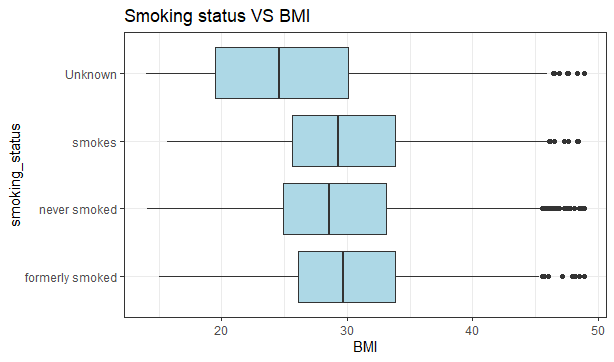 Smoking status VS BMI
smoking_status
Unknown
smokes
never smoked
formerly smoked
20
30
40
50
BMI